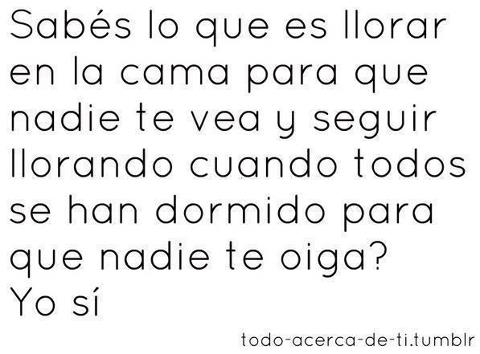 Sabés lo que es llorar
en la cama para que
nadie te vea y seguir
llorando cuando todos
se han dormido para
que nadie te oiga?
Yo sí
todo-acerca-de-ti.tumblr